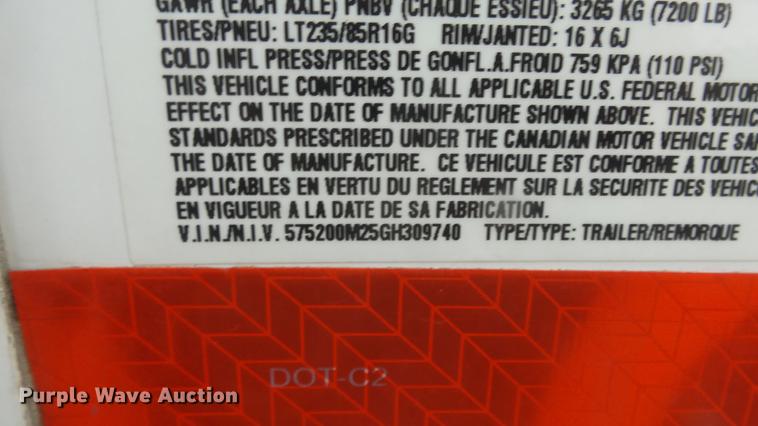 GAWR (EACH AXLE) PNBV (CHAQUE ESSIEU): 3265 KG (7200 LB)
TIRES/PNEU: LT235/85R16G RIM/JANTED: 16 X 6J
COLD INFL PRESS/PRESS DE GONFL.A.FROID 759 KPA (110 PSI)
THIS VEHICLE CONFORMS TO ALL APPLICABLE U.S. FEDERAL MOTOR
EFFECT ON THE DATE OF MANUFACTURE SHOWN ABOVE. THIS VEHIC
STANDARDS PRESCRIBED UNDER THE CANADIAN MOTOR VEHICLE SAF
THE DATE OF MANUFACTURE. CE VEHICULE EST CONFORME A TOUTES
APPLICABLES EN VERTU DU REGLEMENT SUR LA SECURITE DES VEHIC
EN VIGUEUR A LA DATE DE SA FABRICATION.
V.I.N./N.I.V. 575200M25GH309740 TYPE/TYPE: TRAILER/REMORQUE
DOT-C2
Purple Wave Auction